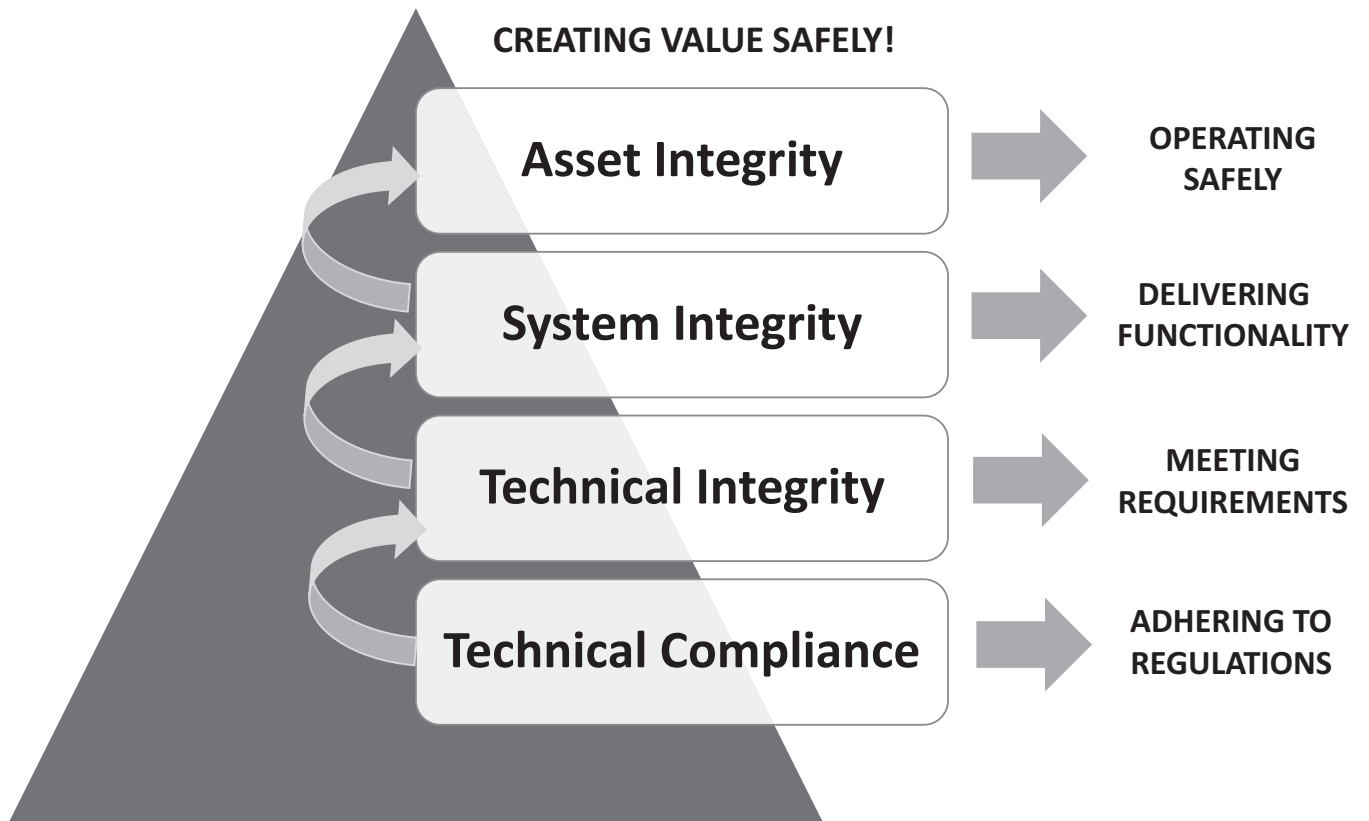 CREATING VALUE SAFELY!
Asset Integrity
OPERATING
SAFELY
System Integrity
DELIVERING
FUNCTIONALITY
Technical Integrity
MEETING
REQUIREMENTS
Technical Compliance
ADHERING TO
REGULATIONS